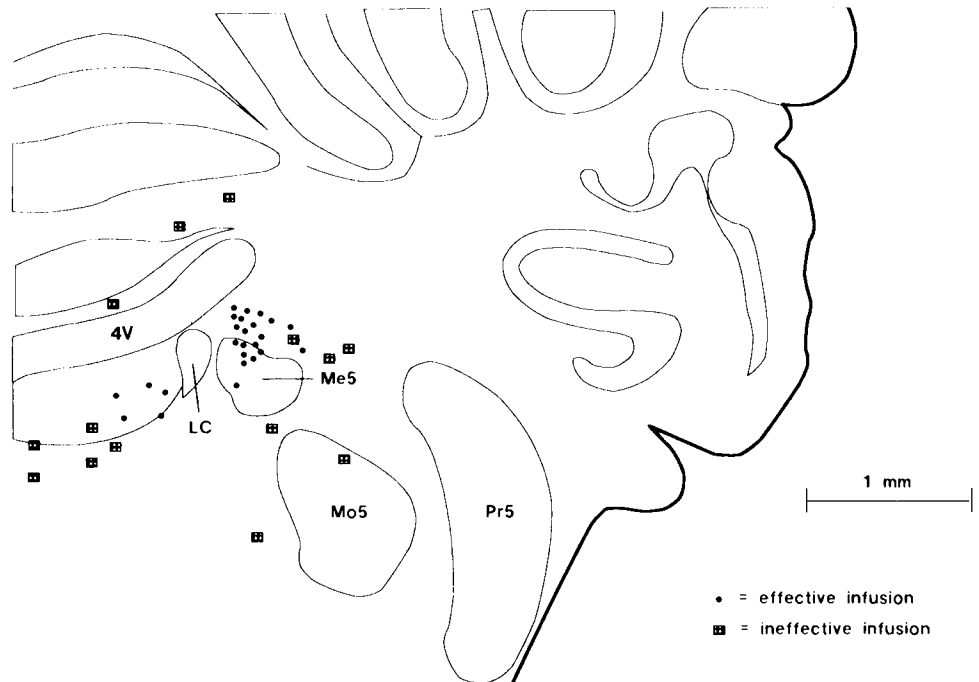 4V
Me5
LC
1 mm
Mo5
Pr5
• = effective infusion
⊞ = ineffective infusion